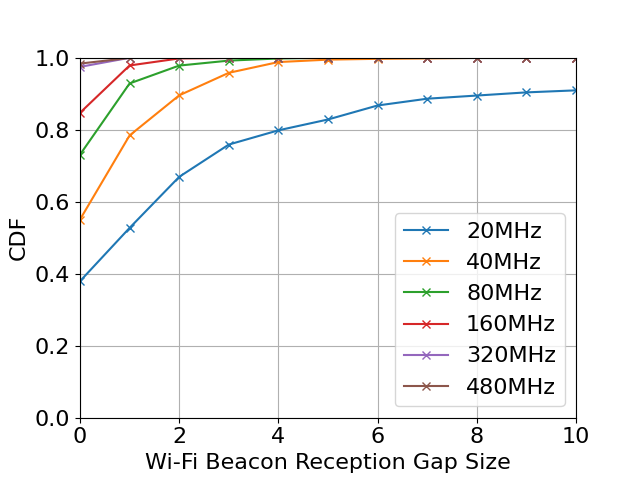 1.0
0.8
0.6
0.4
0.2
0.0
CDF
0 2 4 6 8 10
Wi-Fi Beacon Reception Gap Size
20MHz
40MHz
80MHz
160MHz
320MHz
480MHz